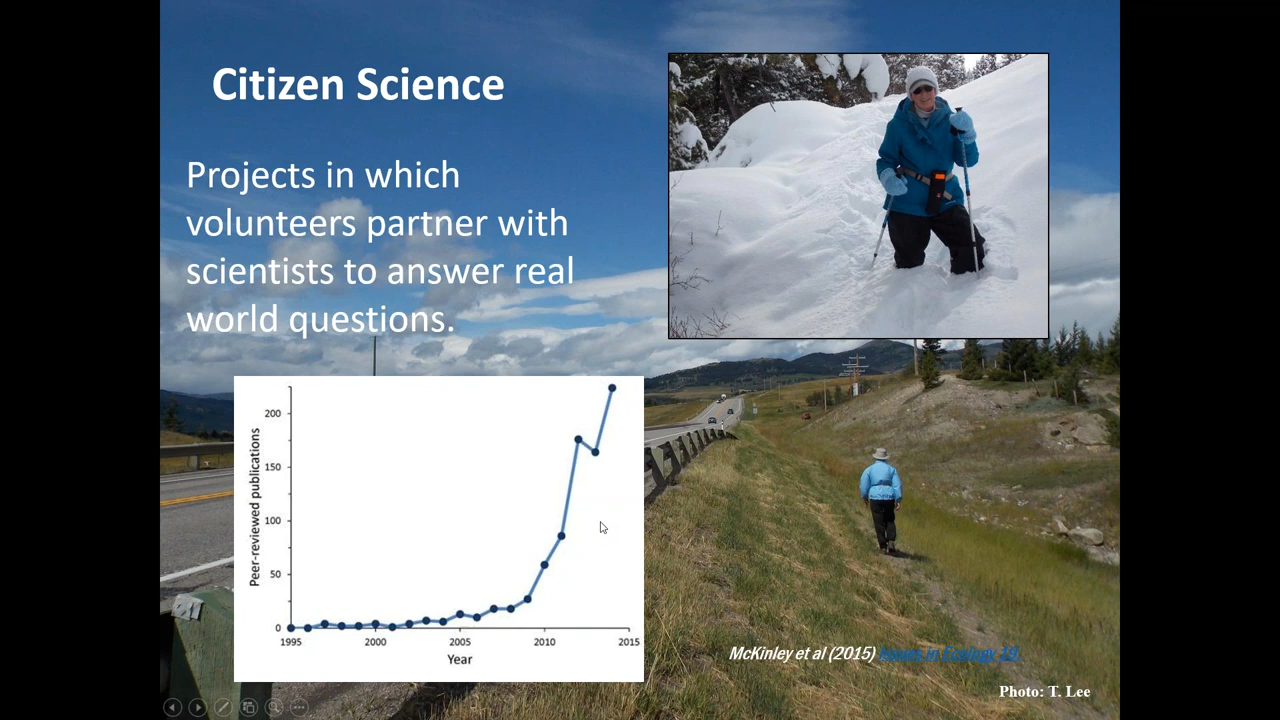 Citizen Science
Projects in which
volunteers partner with
scientists to answer real
world questions.
200
150
100
50
0
Peer-reviewed publications
1995
2000
2005
2010
2015
Year
McKinley et al (2015) Issues in Ecology 19.
Photo: T. Lee